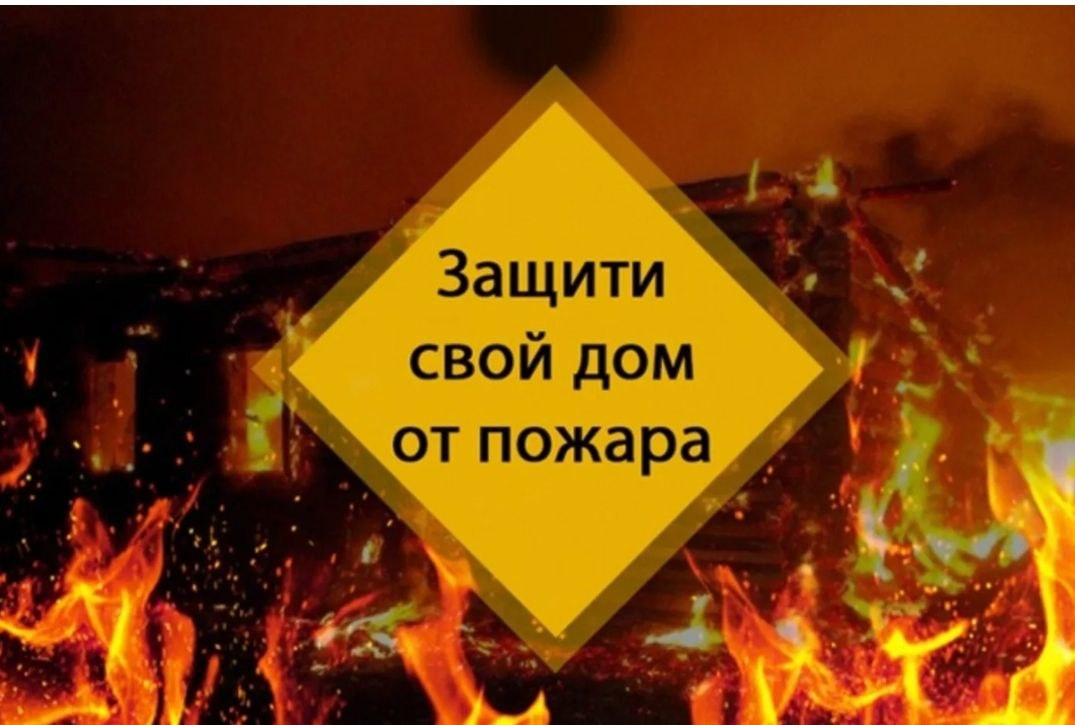 Защити
свой дом
от пожара